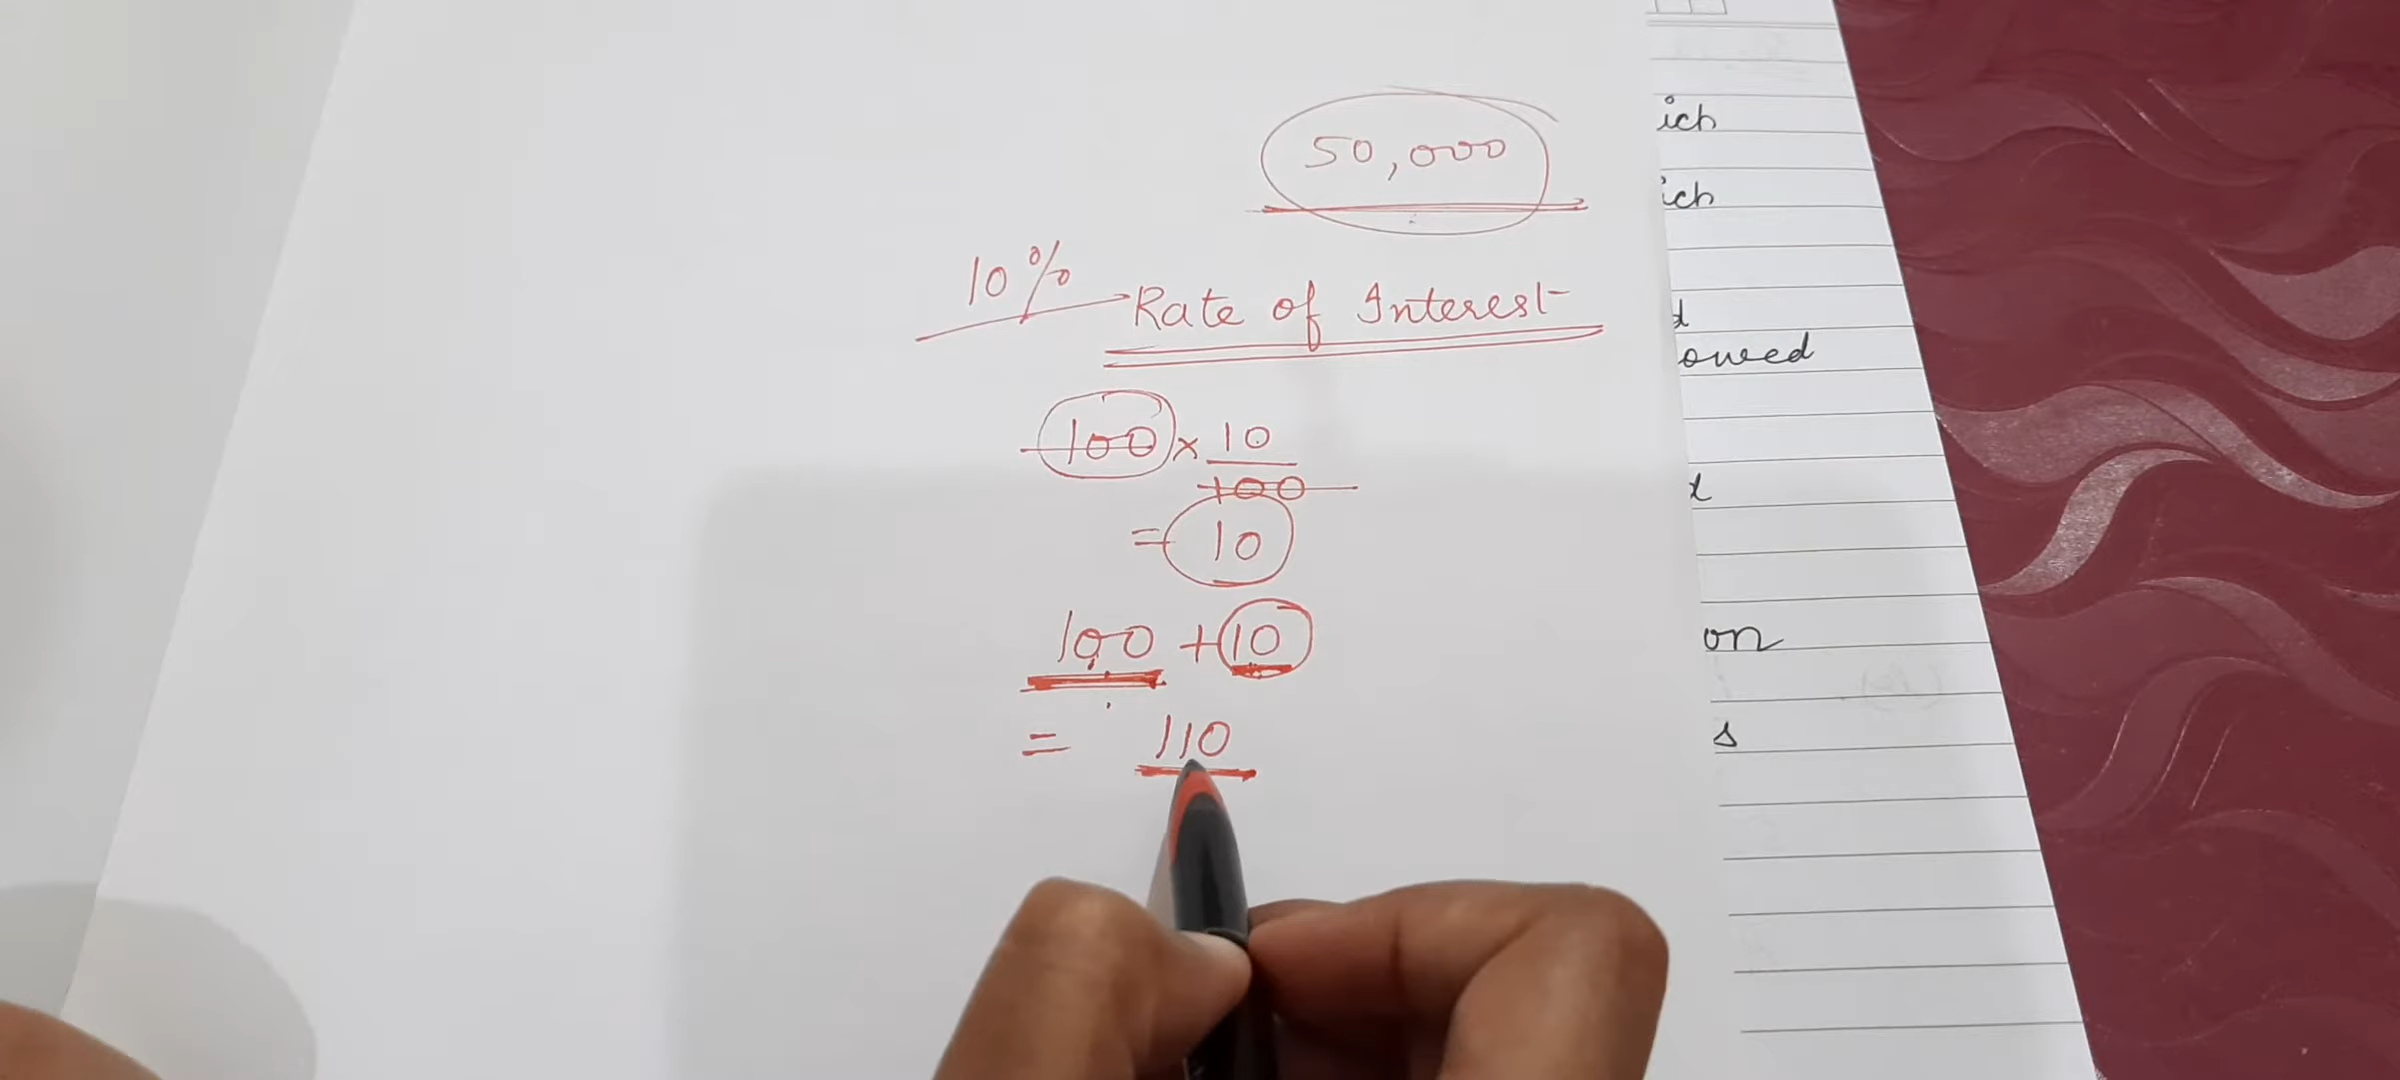 50,000
10% Rate of Interest
100 x 10
100
= 10
100 + 10
= 110
ich
ich
d
owed
d
on
s